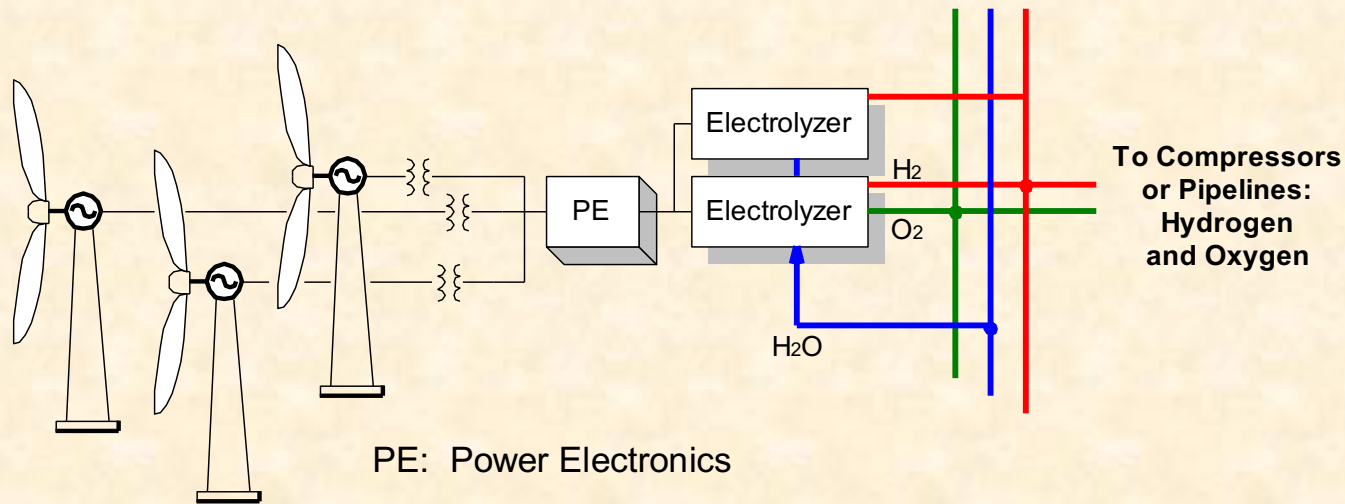 Electrolyzer
H2
PE
Electrolyzer
O2
H2O
To Compressors
or Pipelines:
Hydrogen
and Oxygen
PE: Power Electronics